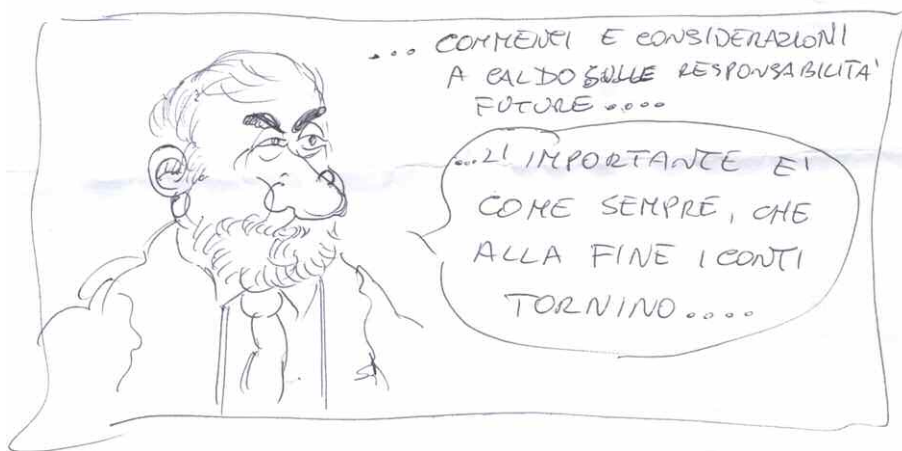 ... COMMENTI E CONSIDERAZIONI
A CALDO SULLE RESPONSABILITA'
FUTURE....
...L'IMPORTANTE E'
COME SEMPRE, CHE
ALLA FINE I CONTI
TORNINO....